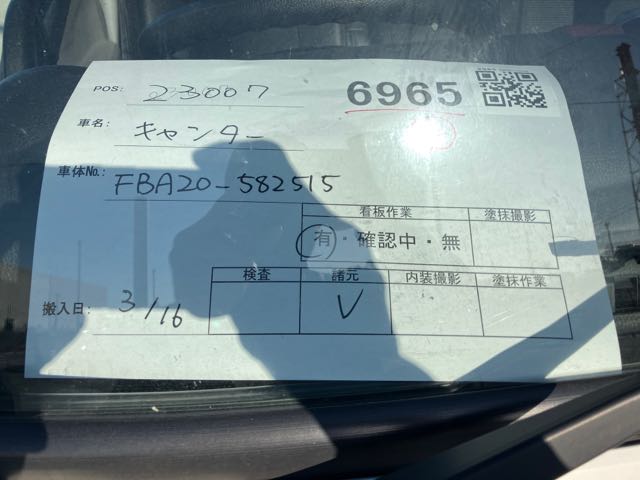 POS: 23007
6965
車名: キャンター
車体No.: FBA20-582515
看板作業 塗抹撮影
有・確認中・無
検査 諸元 内装撮影 塗抹作業
搬入日: 3/16 V